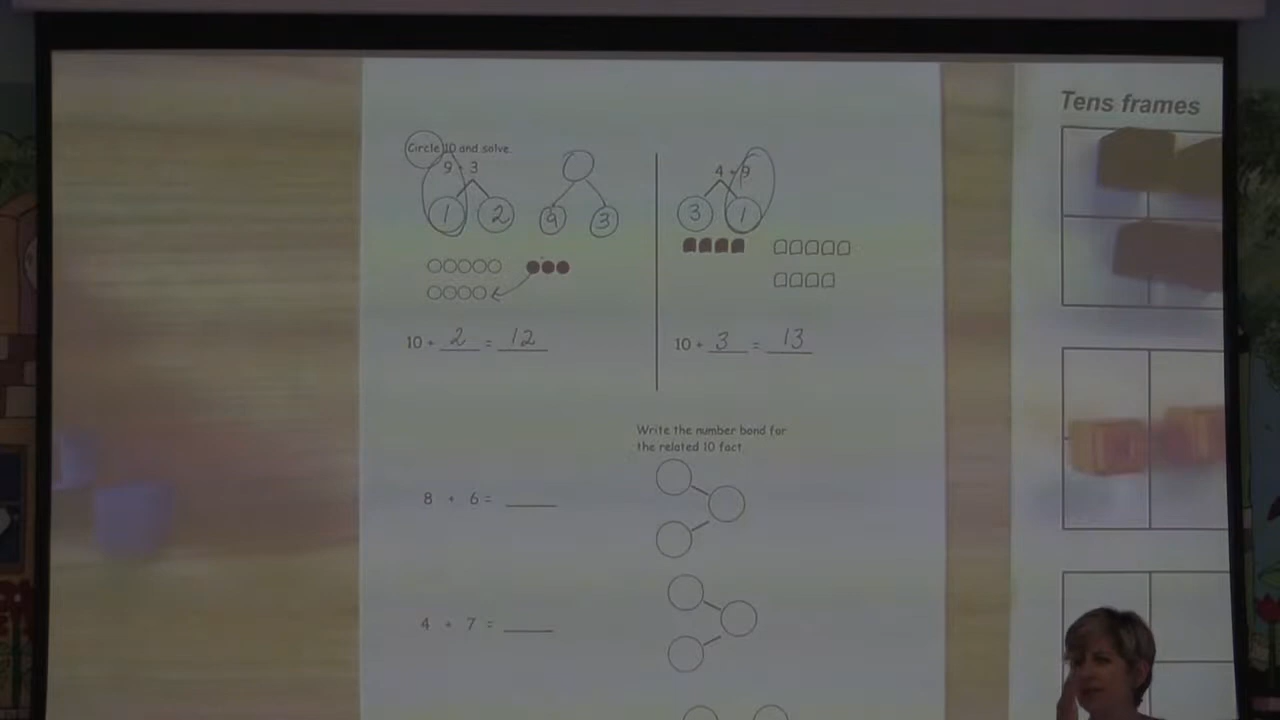 Tens frames
Circle 10 and solve.
9 + 3
1 2
9 3
10 + 2 = 12
4 + 9
3 1
10 + 3 = 13
Write the number bond for
the related 10 fact.
8 + 6 = ____
4 + 7 = ____